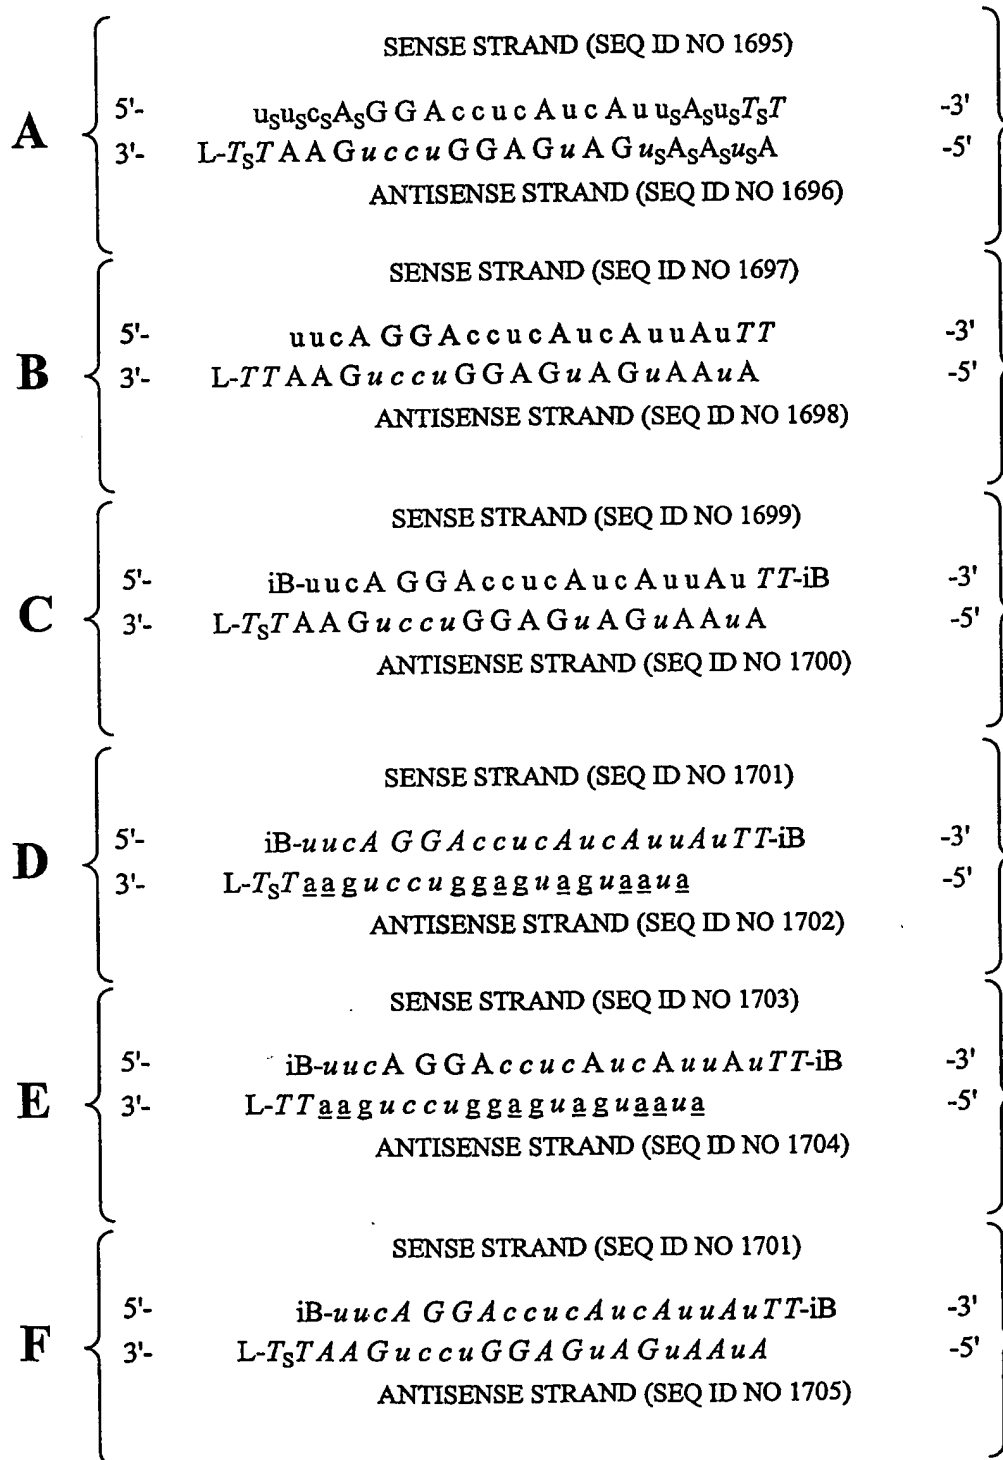 SENSE STRAND (SEQ ID NO 1695)
A
5'- ususcsAsG G A c c u c A u c A u usAsusTsT -3'
3'- L-TsT A A G u c c u G G A G u A G usAsAsusA -5'
ANTISENSE STRAND (SEQ ID NO 1696)
SENSE STRAND (SEQ ID NO 1697)
B
5'- u u c A G G A c c u c A u c A u u A u T T -3'
3'- L-T T A A G u c c u G G A G u A G u A A u A -5'
ANTISENSE STRAND (SEQ ID NO 1698)
SENSE STRAND (SEQ ID NO 1699)
C
5'- iB-u u c A G G A c c u c A u c A u u A u T T-iB -3'
3'- L-TsT A A G u c c u G G A G u A G u A A u A -5'
ANTISENSE STRAND (SEQ ID NO 1700)
SENSE STRAND (SEQ ID NO 1701)
D
5'- iB-u u c A G G A c c u c A u c A u u A u T T-iB -3'
3'- L-TsT a a g u c c u g g a g u a g u a a u a -5'
ANTISENSE STRAND (SEQ ID NO 1702)
SENSE STRAND (SEQ ID NO 1703)
E
5'- iB-u u c A G G A c c u c A u c A u u A u T T-iB -3'
3'- L-T T a a g u c c u g g a g u a g u a a u a -5'
ANTISENSE STRAND (SEQ ID NO 1704)
SENSE STRAND (SEQ ID NO 1701)
F
5'- iB-u u c A G G A c c u c A u c A u u A u T T-iB -3'
3'- L-TsT A A G u c c u G G A G u A G u A A u A -5'
ANTISENSE STRAND (SEQ ID NO 1705)